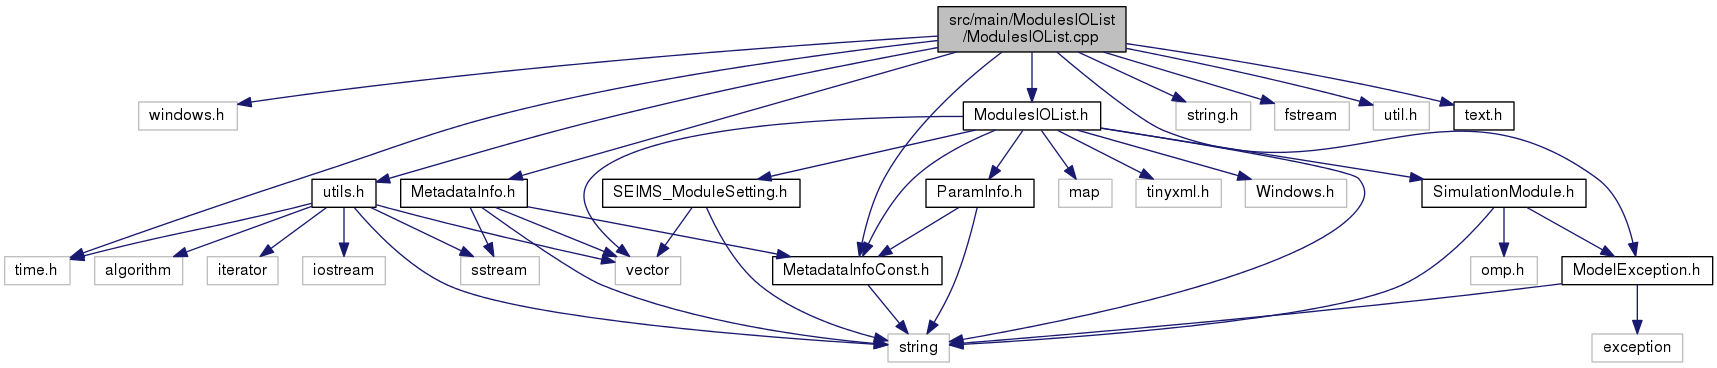 src/main/ModulesIOList
/ModulesIOList.cpp
windows.h
ModulesIOList.h
string.h
fstream
util.h
text.h
utils.h
MetadataInfo.h
SEIMS_ModuleSetting.h
ParamInfo.h
map
tinyxml.h
Windows.h
SimulationModule.h
time.h
algorithm
iterator
iostream
sstream
vector
MetadataInfoConst.h
omp.h
ModelException.h
string
exception